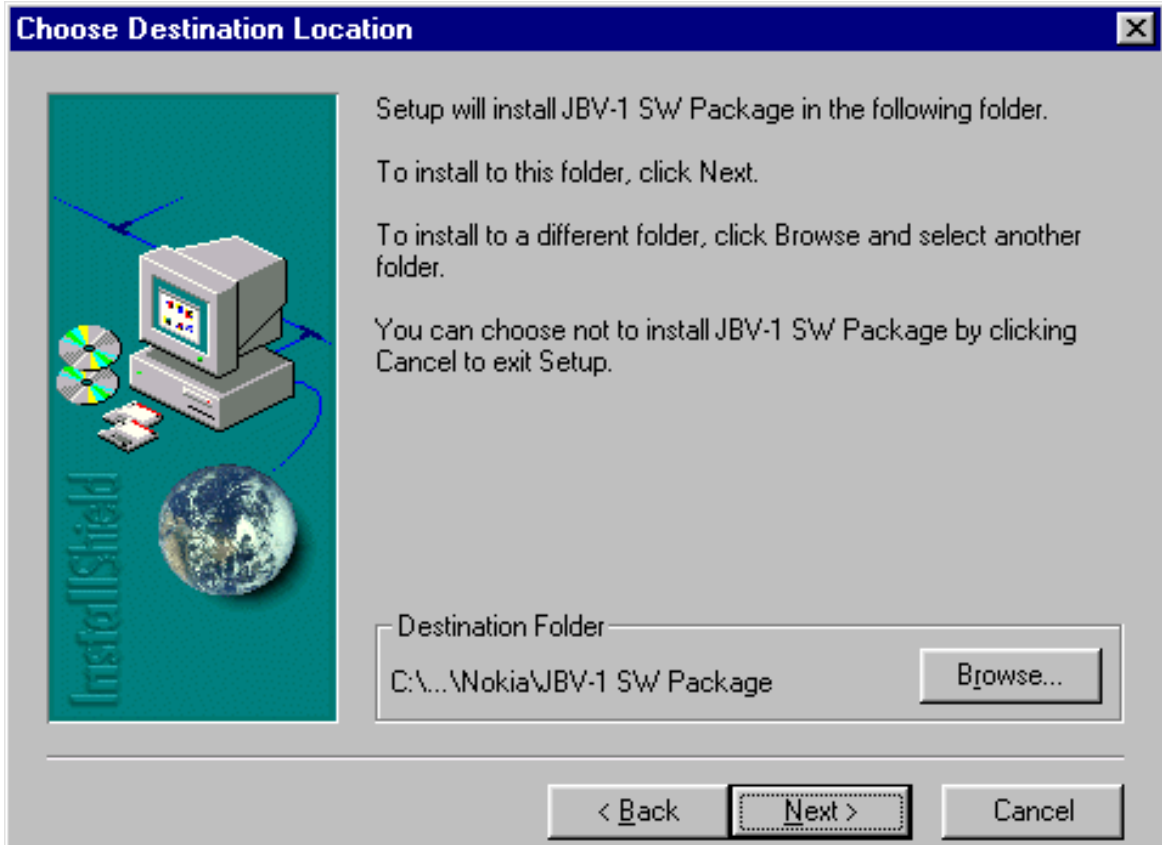 Choose Destination Location
Setup will install JBV-1 SW Package in the following folder.
To install to this folder, click Next.
To install to a different folder, click Browse and select another
folder.
You can choose not to install JBV-1 SW Package by clicking
Cancel to exit Setup.
InstallShield
Destination Folder
C:\...\Nokia\JBV-1 SW Package
Browse...
< Back
Next >
Cancel